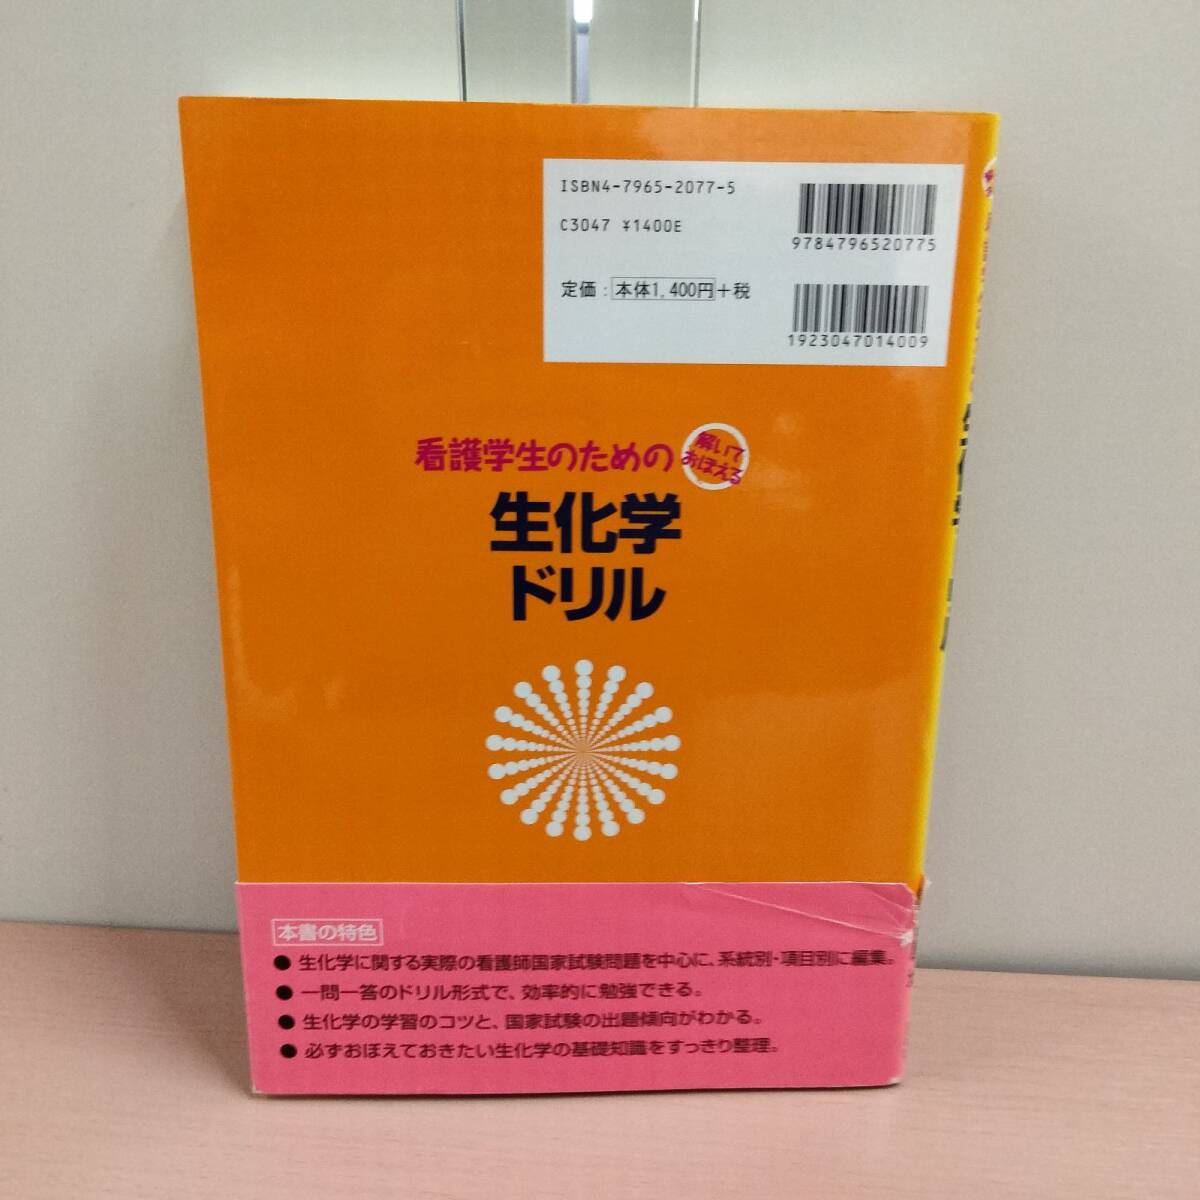 ISBN4-7965-2077-5
C3047 ¥1400E
9784796520775
定価：本体1,400円+税
1923047014009
看護学生のための
解いて
おぼえる
生化学
ドリル
本書の特色
● 生化学に関する実際の看護師国家試験問題を中心に、系統別・項目別に編集。
● 一問一答のドリル形式で、効率的に勉強できる。
● 生化学の学習のコツと、国家試験の出題傾向がわかる。
● 必ずおぼえておきたい生化学の基礎知識をすっきり整理。